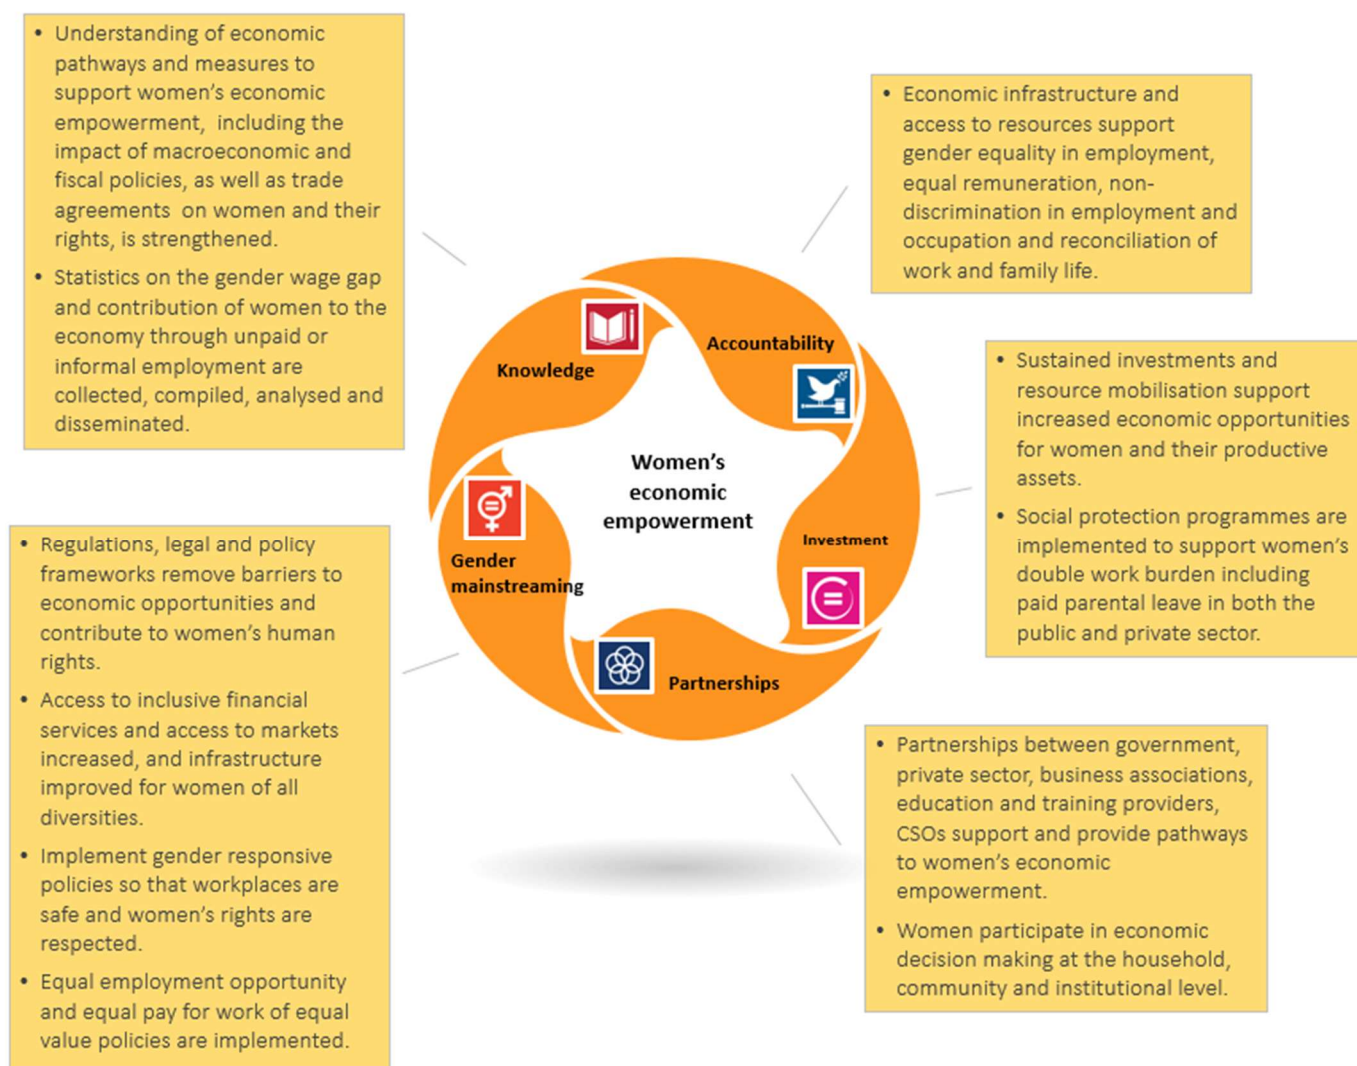 • Understanding of economic
pathways and measures to
support women's economic
empowerment, including the
impact of macroeconomic and
fiscal policies, as well as trade
agreements on women and their
rights, is strengthened.
• Statistics on the gender wage gap
and contribution of women to the
economy through unpaid or
informal employment are
collected, compiled, analysed and
disseminated.
• Economic infrastructure and
access to resources support
gender equality in employment,
equal remuneration, non-
discrimination in employment and
occupation and reconciliation of
work and family life.
Knowledge
Accountability
Women's
economic
empowerment
Gender
mainstreaming
Investment
Partnerships
• Sustained investments and
resource mobilisation support
increased economic opportunities
for women and their productive
assets.
• Social protection programmes are
implemented to support women's
double work burden including
paid parental leave in both the
public and private sector.
• Regulations, legal and policy
frameworks remove barriers to
economic opportunities and
contribute to women's human
rights.
• Access to inclusive financial
services and access to markets
increased, and infrastructure
improved for women of all
diversities.
• Implement gender responsive
policies so that workplaces are
safe and women's rights are
respected.
• Equal employment opportunity
and equal pay for work of equal
value policies are implemented.
• Partnerships between government,
private sector, business associations,
education and training providers,
CSOs support and provide pathways
to women's economic
empowerment.
• Women participate in economic
decision making at the household,
community and institutional level.